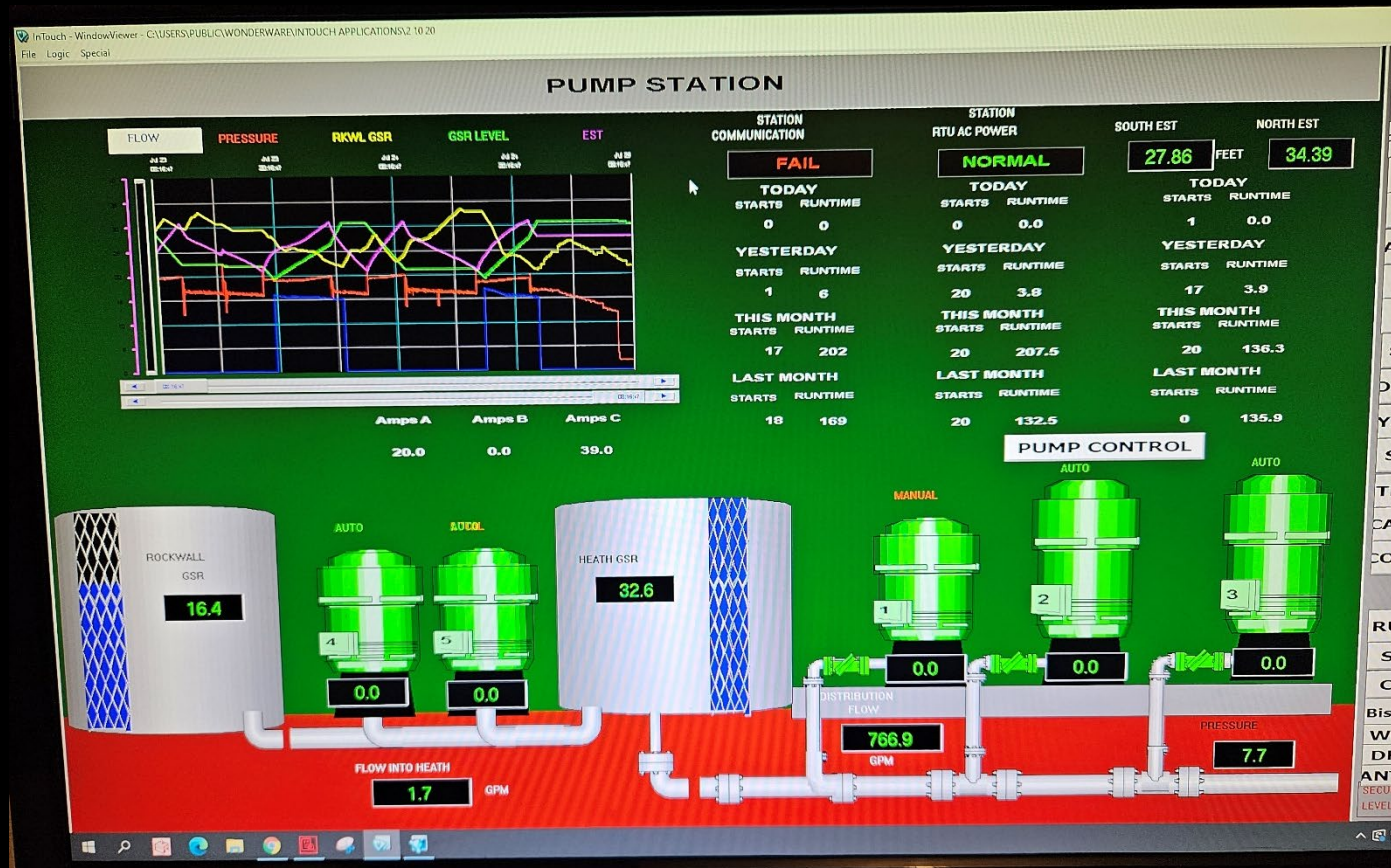 InTouch - WindowViewer - C:\USERS\PUBLIC\WONDERWARE\INTOUCH APPLICATIONS\2 10 20
File Logic Special
PUMP STATION
FLOW PRESSURE RKWL GSR GSR LEVEL EST
STATION COMMUNICATION
FAIL
TODAY
STARTS RUNTIME
0 0
YESTERDAY
STARTS RUNTIME
1 6
THIS MONTH
STARTS RUNTIME
17 202
LAST MONTH
STARTS RUNTIME
18 169
STATION
RTU AC POWER
NORMAL
TODAY
STARTS RUNTIME
0 0.0
YESTERDAY
STARTS RUNTIME
20 3.8
THIS MONTH
STARTS RUNTIME
20 207.5
LAST MONTH
STARTS RUNTIME
20 132.5
SOUTH EST NORTH EST
27.86 FEET 34.39
TODAY
STARTS RUNTIME
1 0.0
YESTERDAY
STARTS RUNTIME
17 3.9
THIS MONTH
STARTS RUNTIME
20 136.3
LAST MONTH
STARTS RUNTIME
0 135.9
Amps A Amps B Amps C
20.0 0.0 39.0
PUMP CONTROL
ROCKWALL
GSR
16.4
AUTO
4
0.0
5
0.0
HEATH GSR
32.6
MANUAL
1
0.0
AUTO
2
0.0
AUTO
3
0.0
DISTRIBUTION
FLOW
766.9
GPM
PRESSURE
7.7
FLOW INTO HEATH
1.7 GPM